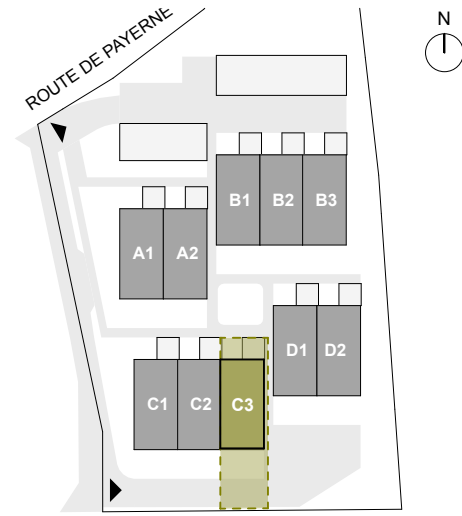 N
ROUTE DE PAYERNE
B1 B2 B3
A1 A2
D1 D2
C1 C2 C3